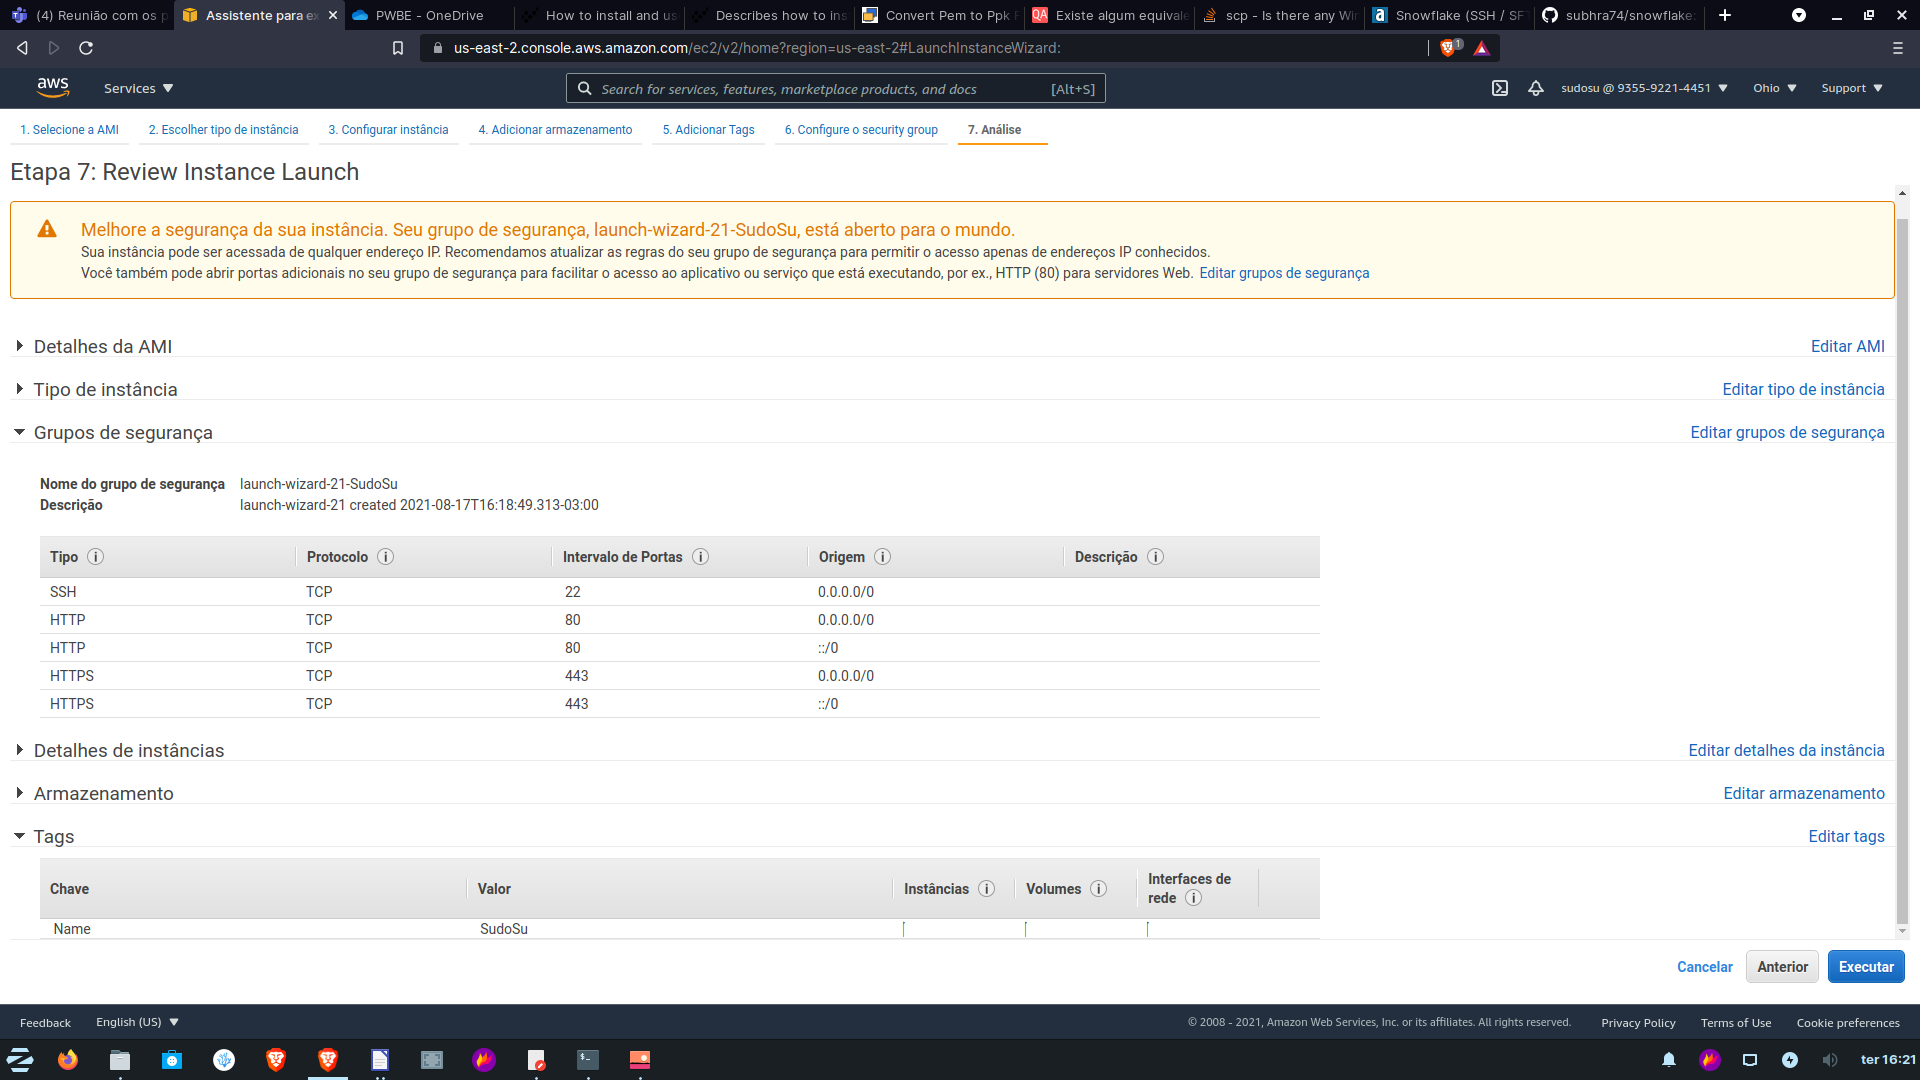 (4) Reunião com os p
Assistente para ex
PWBE - OneDrive
How to install and us
Describes how to ins
Convert Pem to Ppk F
QA Existe algum equivale
scp - Is there any Win
a Snowflake (SSH / SFT
subhra74/snowflake:
us-east-2.console.aws.amazon.com/ec2/v2/home?region=us-east-2#LaunchInstanceWizard:
1
aws
Services
Search for services, features, marketplace products, and docs
[Alt+S]
sudosu @ 9355-9221-4451
Ohio
Support
1. Selecione a AMI
2. Escolher tipo de instância
3. Configurar instância
4. Adicionar armazenamento
5. Adicionar Tags
6. Configure o security group
7. Análise
Etapa 7: Review Instance Launch
Melhore a segurança da sua instância. Seu grupo de segurança, launch-wizard-21-SudoSu, está aberto para o mundo.
Sua instância pode ser acessada de qualquer endereço IP. Recomendamos atualizar as regras do seu grupo de segurança para permitir o acesso apenas de endereços IP conhecidos.
Você também pode abrir portas adicionais no seu grupo de segurança para facilitar o acesso ao aplicativo ou serviço que está executando, por ex., HTTP (80) para servidores Web. Editar grupos de segurança
Detalhes da AMI
Editar AMI
Tipo de instância
Editar tipo de instância
Grupos de segurança
Editar grupos de segurança
Nome do grupo de segurança launch-wizard-21-SudoSu
Descrição launch-wizard-21 created 2021-08-17T16:18:49.313-03:00
Tipo Protocolo Intervalo de Portas Origem Descrição
SSH TCP 22 0.0.0.0/0
HTTP TCP 80 0.0.0.0/0
HTTP TCP 80 ::/0
HTTPS TCP 443 0.0.0.0/0
HTTPS TCP 443 ::/0
Detalhes de instâncias
Editar detalhes da instância
Armazenamento
Editar armazenamento
Tags
Editar tags
Chave Valor Instâncias Volumes Interfaces de
rede
Name SudoSu
Cancelar
Anterior
Executar
Feedback
English (US)
© 2008 - 2021, Amazon Web Services, Inc. or its affiliates. All rights reserved.
Privacy Policy
Terms of Use
Cookie preferences
ter 16:21